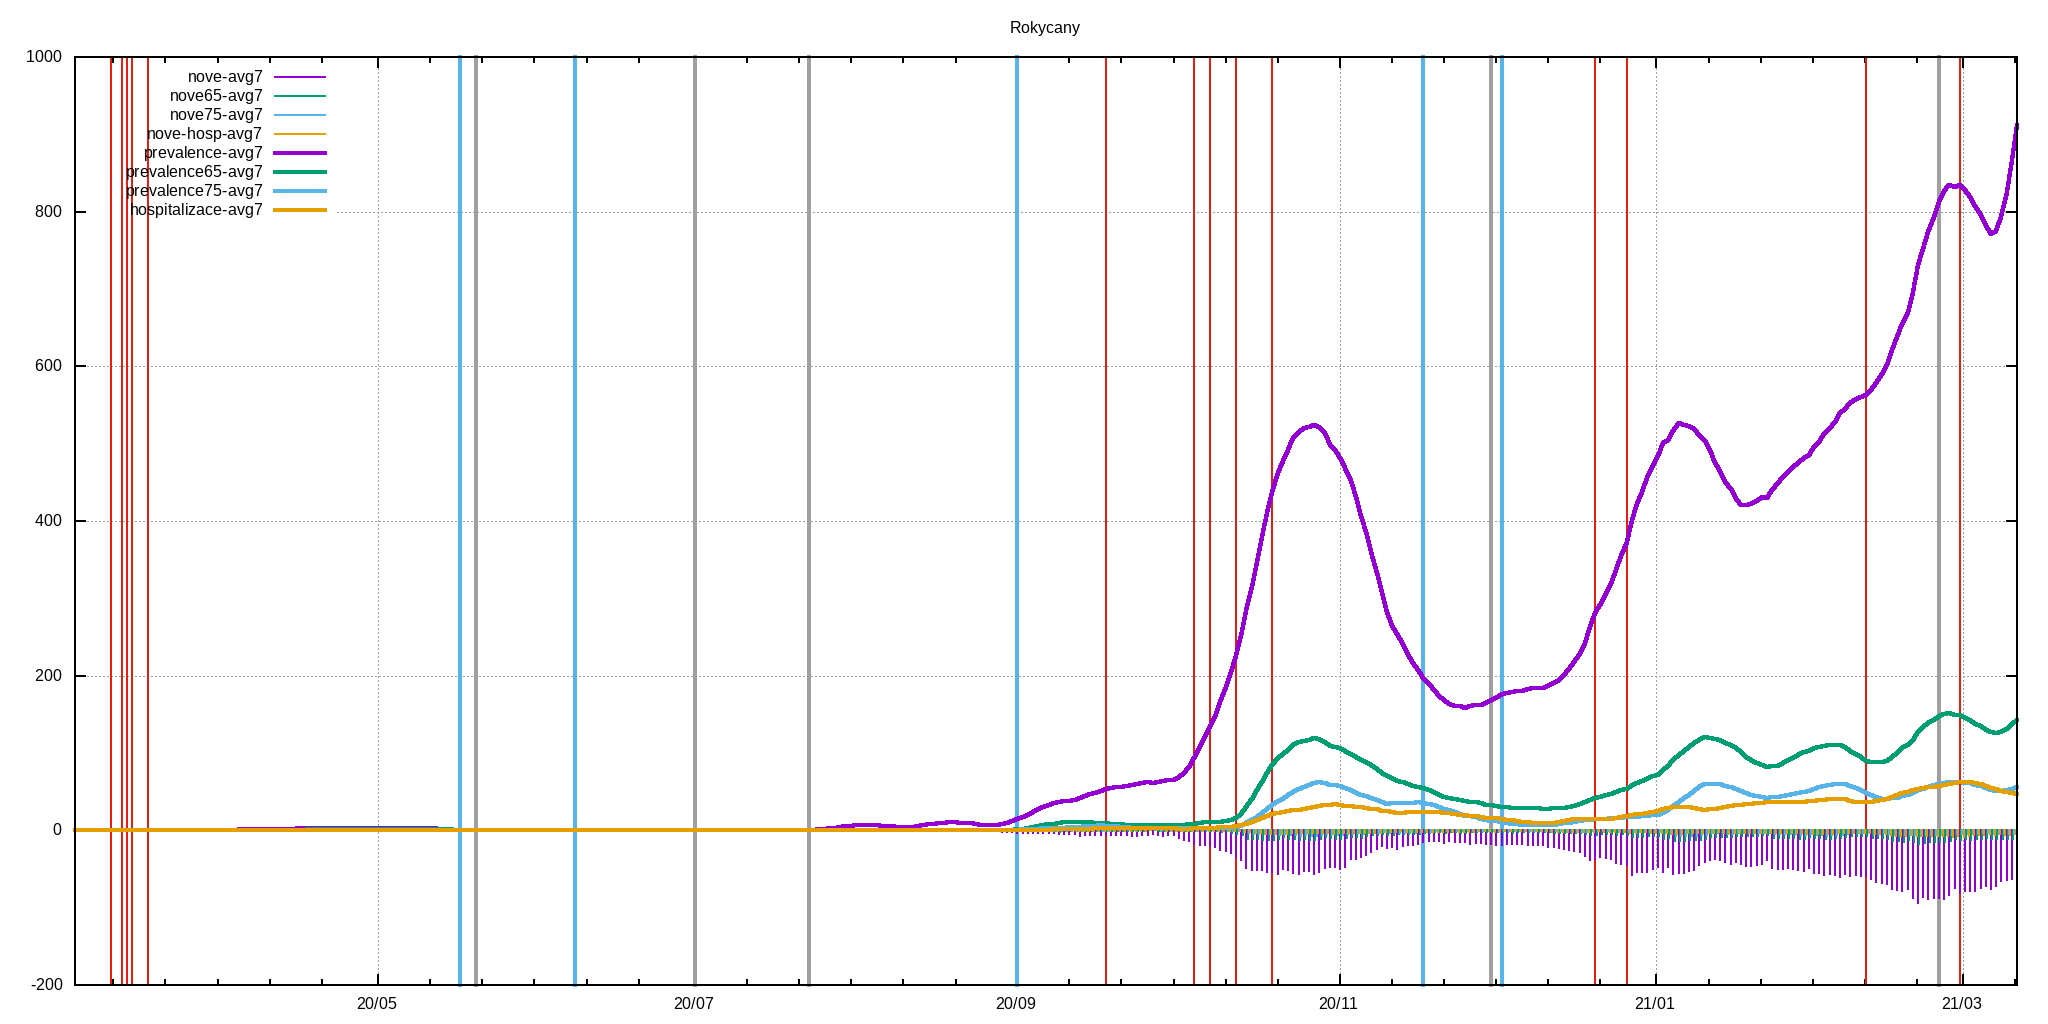 Rokycany
1000
800
600
400
200
0
-200
nove-avg7
nove65-avg7
nove75-avg7
nove-hosp-avg7
prevalence-avg7
prevalence65-avg7
prevalence75-avg7
hospitalizace-avg7
20/05
20/07
20/09
20/11
21/01
21/03